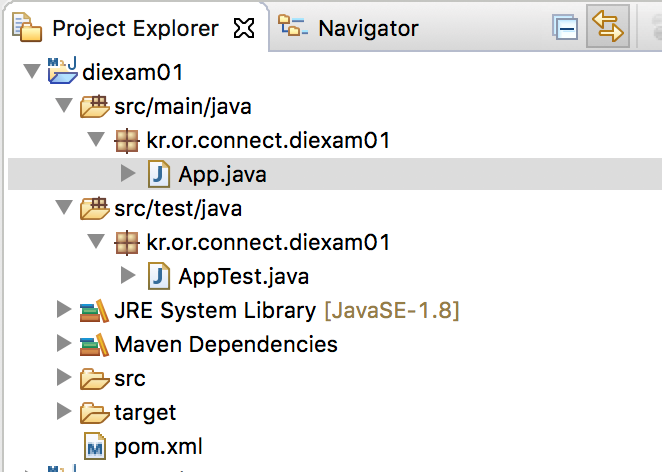 Project Explorer Navigator
diexam01
src/main/java
kr.or.connect.diexam01
App.java
src/test/java
kr.or.connect.diexam01
AppTest.java
JRE System Library [JavaSE-1.8]
Maven Dependencies
src
target
pom.xml